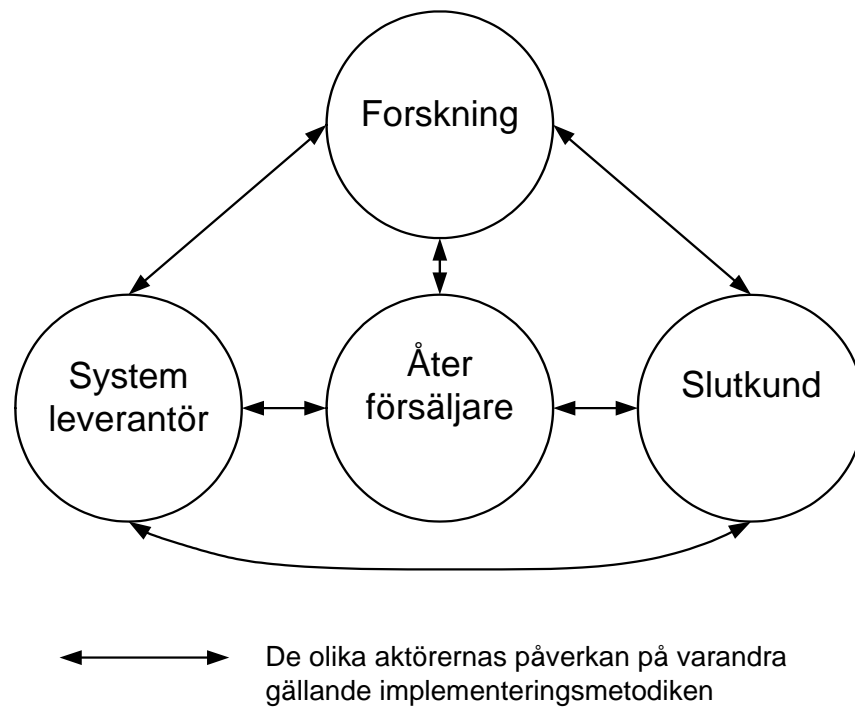 Forskning
System
leverantör
Åter
försäljare
Slutkund
De olika aktörernas påverkan på varandra
gällande implementeringsmetodiken